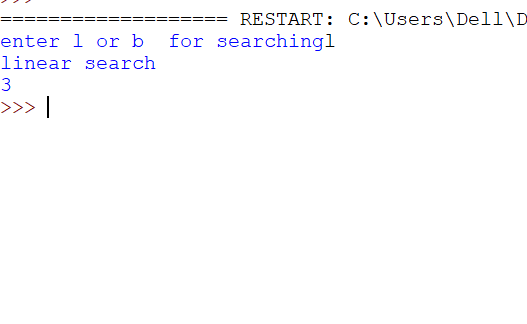 =================== RESTART: C:\Users\Dell\D
enter l or b  for searchingl
linear search
3
>>>